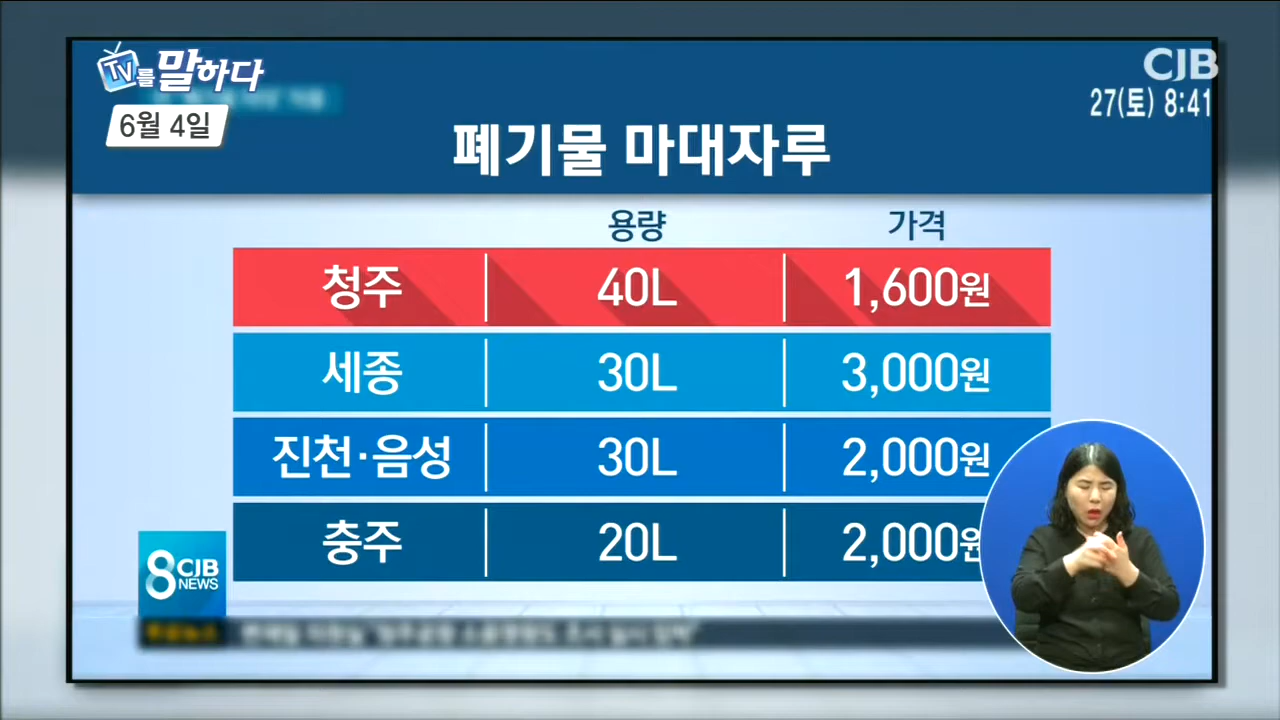 TV를 말하다
CJB
27(토) 8:41
6월 4일
폐기물 마대자루
용량 가격
청주 40L 1,600원
세종 30L 3,000원
진천·음성 30L 2,000원
충주 20L 2,000원
8 CJB NEWS